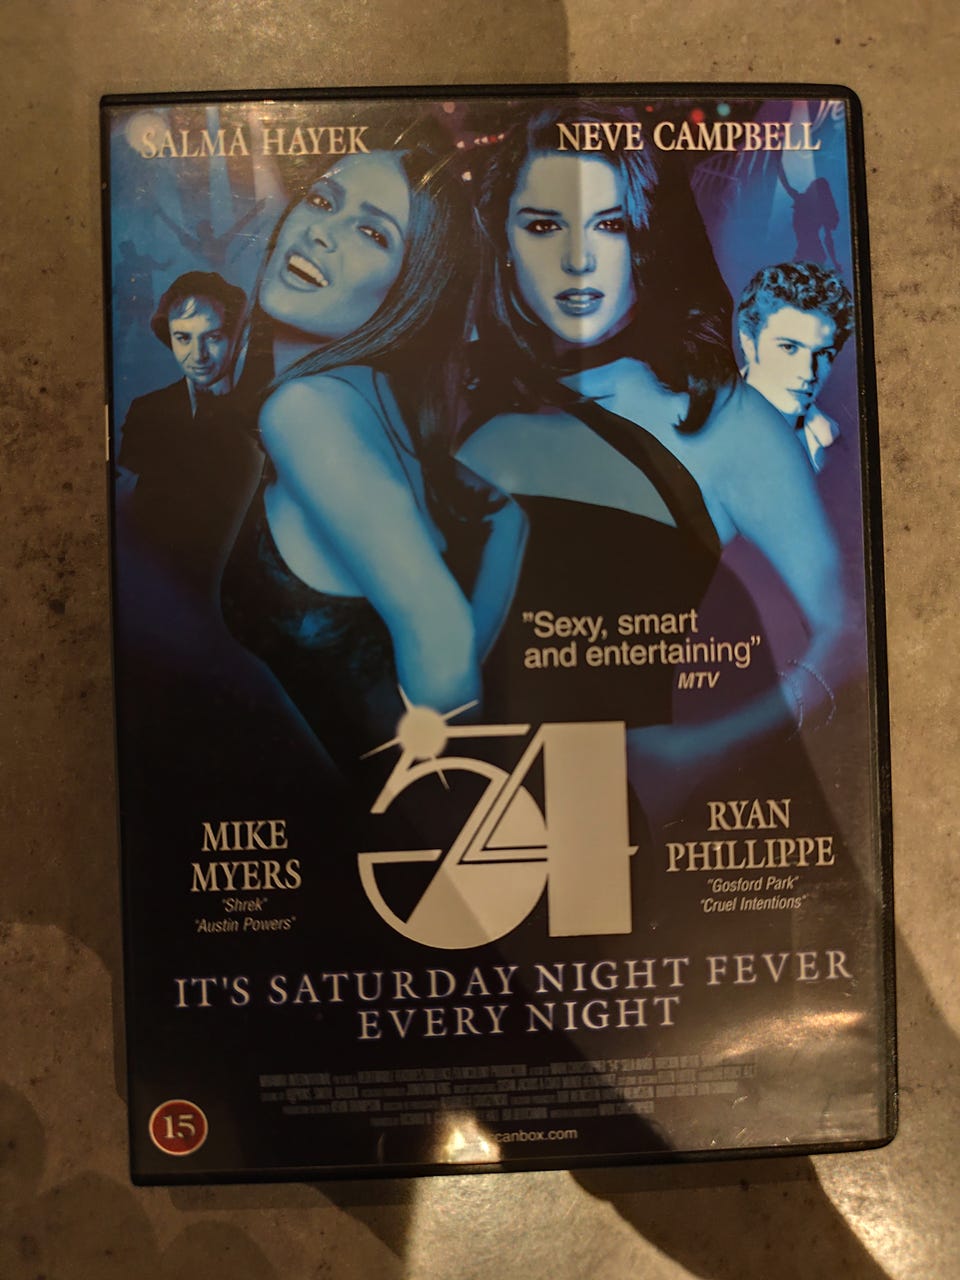 SALMA HAYEK
NEVE CAMPBELL
"Sexy, smart
and entertaining"
MTV
54
MIKE
MYERS
"Shrek"
"Austin Powers"
RYAN
PHILLIPPE
"Gosford Park"
"Cruel Intentions"
IT'S SATURDAY NIGHT FEVER
EVERY NIGHT
15